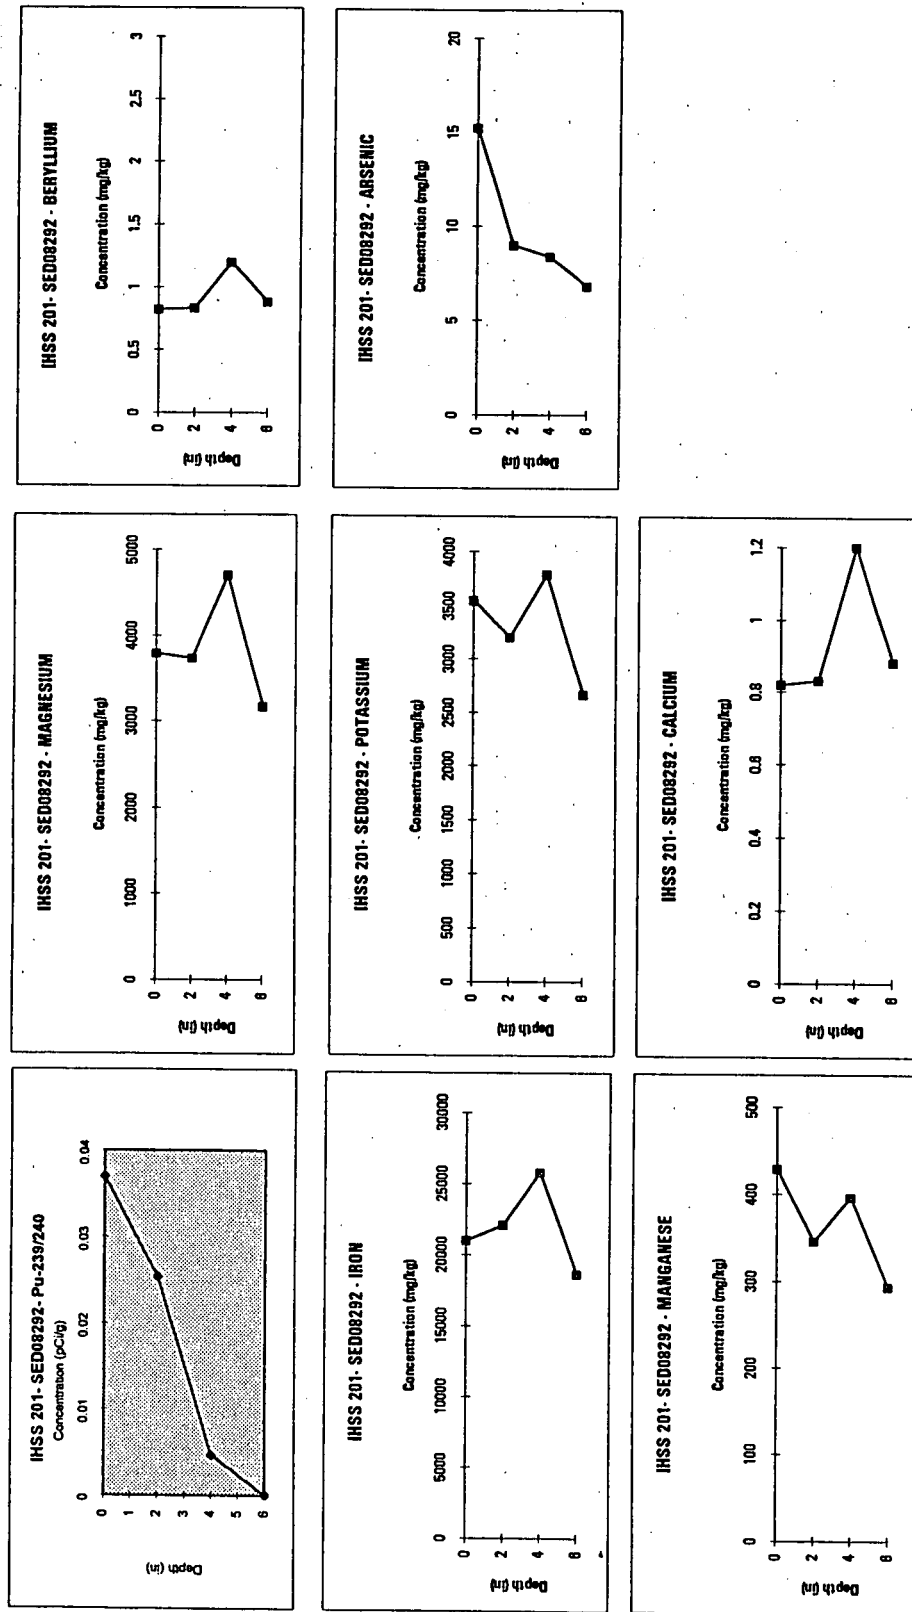 IHSS 201- SED08292- Pu-239/240
Concentration (pCi/g)
0 0.01 0.02 0.03 0.04
0
1
2
3
4
5
6
Depth (in)
IHSS 201- SED08292 - MAGNESIUM
Concentration (mg/kg)
0 1000 2000 3000 4000 5000
0
2
4
6
Depth (in)
IHSS 201- SED08292 - BERYLLIUM
Concentration (mg/kg)
0 0.5 1 1.5 2 2.5 3
0
2
4
6
Depth (in)
IHSS 201- SED08292 - IRON
Concentration (mg/kg)
0 5000 10000 15000 20000 25000 30000
0
2
4
6
Depth (in)
IHSS 201- SED08292 - POTASSIUM
Concentration (mg/kg)
0 500 1000 1500 2000 2500 3000 3500 4000
0
2
4
6
Depth (in)
IHSS 201- SED08292 - ARSENIC
Concentration (mg/kg)
0 5 10 15 20
0
2
4
6
Depth (in)
IHSS 201- SED08292 - MANGANESE
Concentration (mg/kg)
0 100 200 300 400 500
0
2
4
6
Depth (in)
IHSS 201- SED08292 - CALCIUM
Concentration (mg/kg)
0 0.2 0.4 0.6 0.8 1 1.2
0
2
4
6
Depth (in)